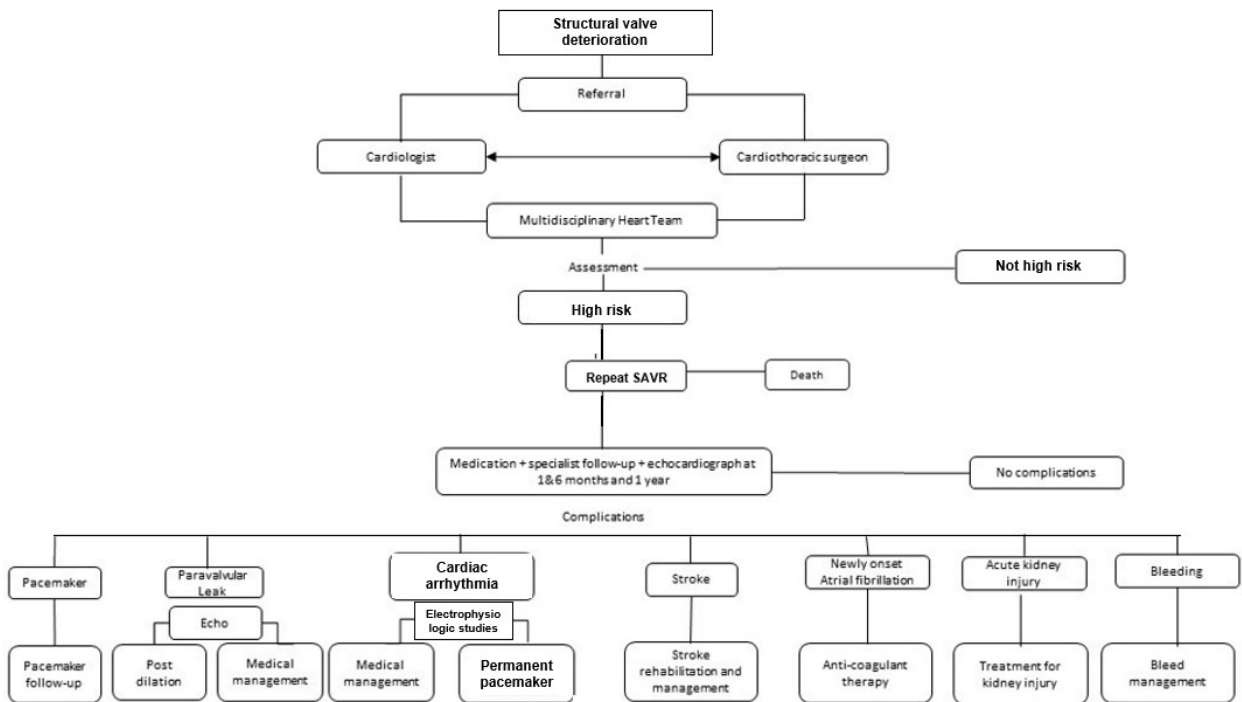 Structural valve
deterioration
Referral
Cardiologist
Cardiothoracic surgeon
Multidisciplinary Heart Team
Assessment
Not high risk
High risk
Repeat SAVR
Death
Medication + specialist follow-up + echocardiograph at
1&6 months and 1 year
No complications
Complications
Pacemaker
Paravalvular
Leak
Cardiac
arrhythmia
Stroke
Newly onset
Atrial fibrillation
Acute kidney
injury
Bleeding
Echo
Electrophysio
logic studies
Pacemaker
follow-up
Post
dilation
Medical
management
Medical
management
Permanent
pacemaker
Stroke
rehabilitation and
management
Anti-coagulant
therapy
Treatment for
kidney injury
Bleed
management